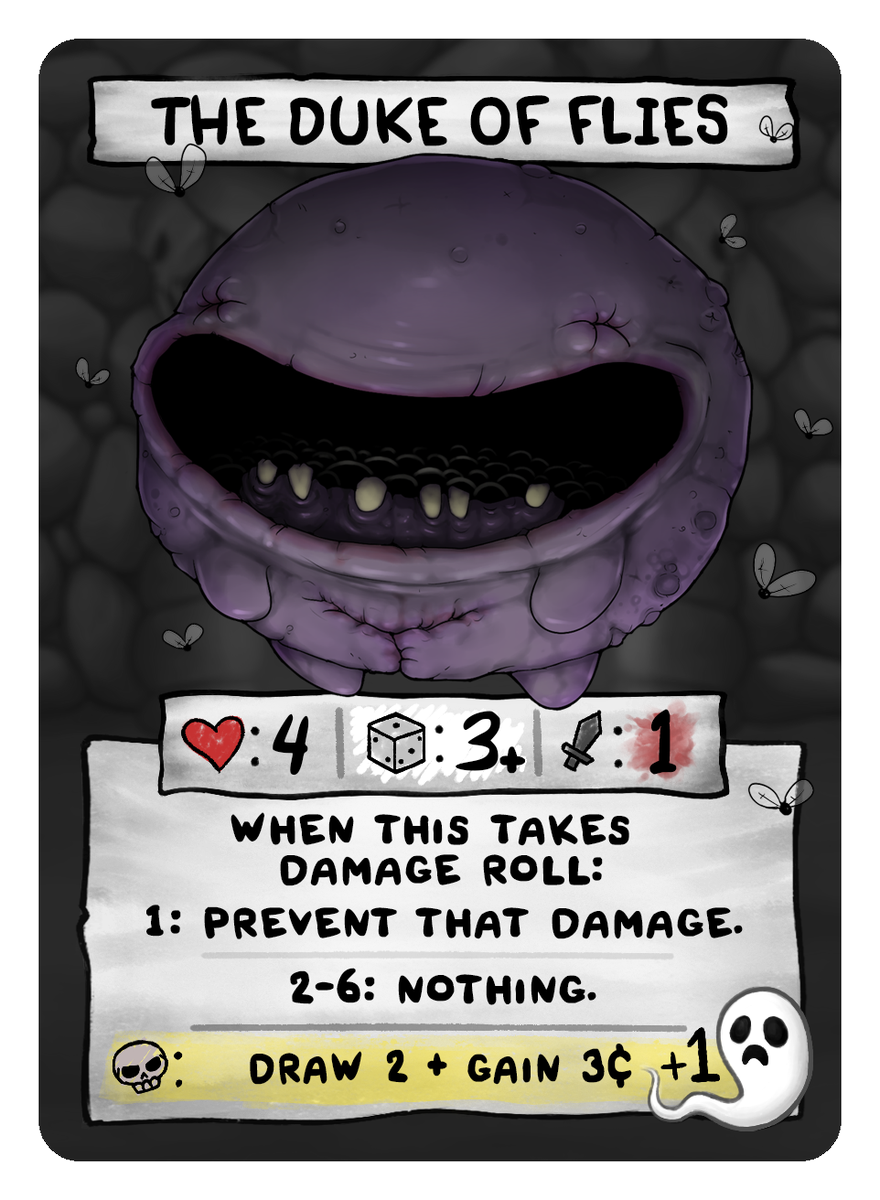 THE DUKE OF FLIES
: 4 : 3+ : 1
WHEN THIS TAKES
DAMAGE ROLL:
1: PREVENT THAT DAMAGE.
2-6: NOTHING.
: DRAW 2 + GAIN 3¢ +1